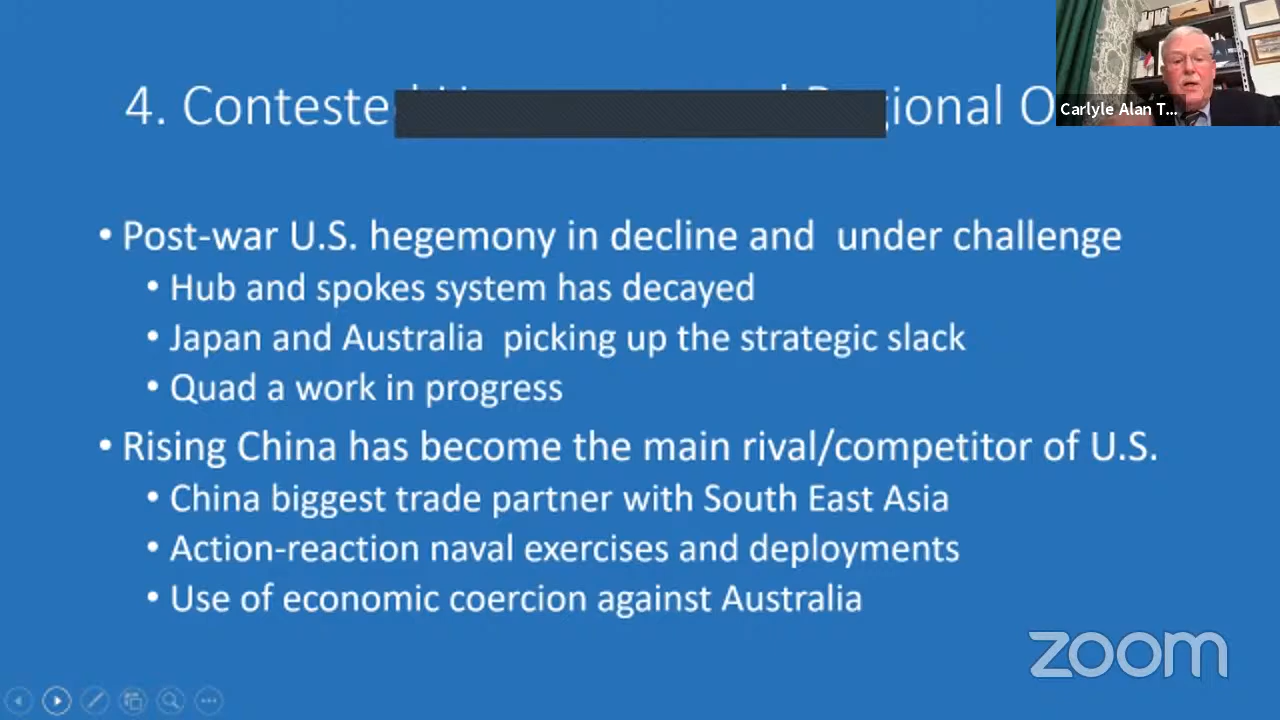 4. Conteste ional O
Carlyle Alan T...
• Post-war U.S. hegemony in decline and under challenge
• Hub and spokes system has decayed
• Japan and Australia picking up the strategic slack
• Quad a work in progress
• Rising China has become the main rival/competitor of U.S.
• China biggest trade partner with South East Asia
• Action-reaction naval exercises and deployments
• Use of economic coercion against Australia
zoom